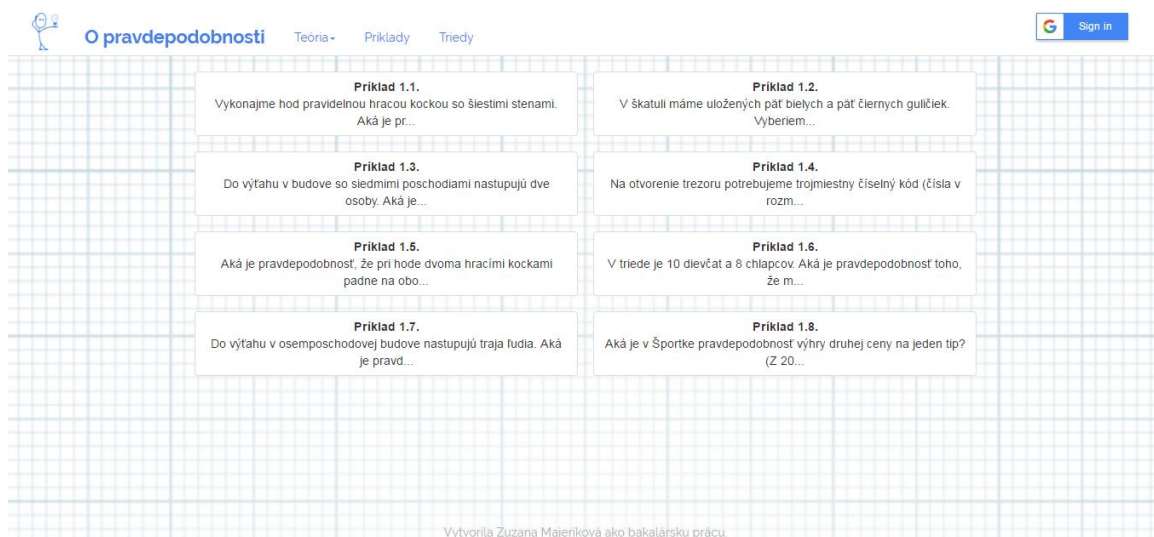 O pravdepodobnosti Teória Príklady Triedy Sign in
Príklad 1.1.
Vykonajme hod pravidelnou hracou kockou so šiestimi stenami.
Aká je pr...
Príklad 1.2.
V škatuli máme uložených päť bielych a päť čiernych guličiek.
Vyberiem...
Príklad 1.3.
Do výťahu v budove so siedmimi poschodiami nastupujú dve
osoby. Aká je...
Príklad 1.4.
Na otvorenie trezoru potrebujeme trojmiestny číselný kód (čísla v
rozm...
Príklad 1.5.
Aká je pravdepodobnosť, že pri hode dvoma hracími kockami
padne na obo...
Príklad 1.6.
V triede je 10 dievčat a 8 chlapcov. Aká je pravdepodobnosť toho,
že m...
Príklad 1.7.
Do výťahu v osemposchodovej budove nastupujú traja ľudia. Aká
je pravd...
Príklad 1.8.
Aká je v Športke pravdepodobnosť výhry druhej ceny na jeden tip?
(Z 20...
Vytvorila Zuzana Majeríková ako bakalársku prácu.